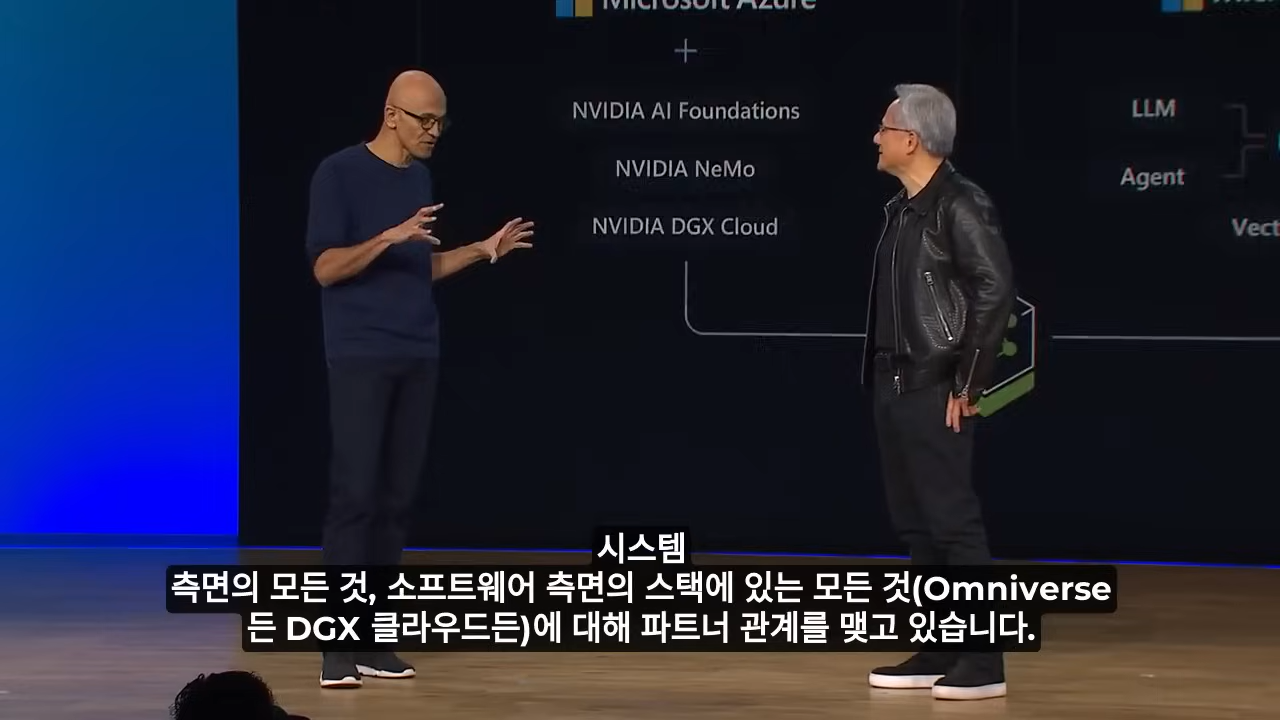 Microsoft Azure
+
NVIDIA AI Foundations
NVIDIA NeMo
NVIDIA DGX Cloud
LLM
Agent
시스템
측면의 모든 것, 소프트웨어 측면의 스택에 있는 모든 것(Omniverse
든 DGX 클라우드든)에 대해 파트너 관계를 맺고 있습니다.